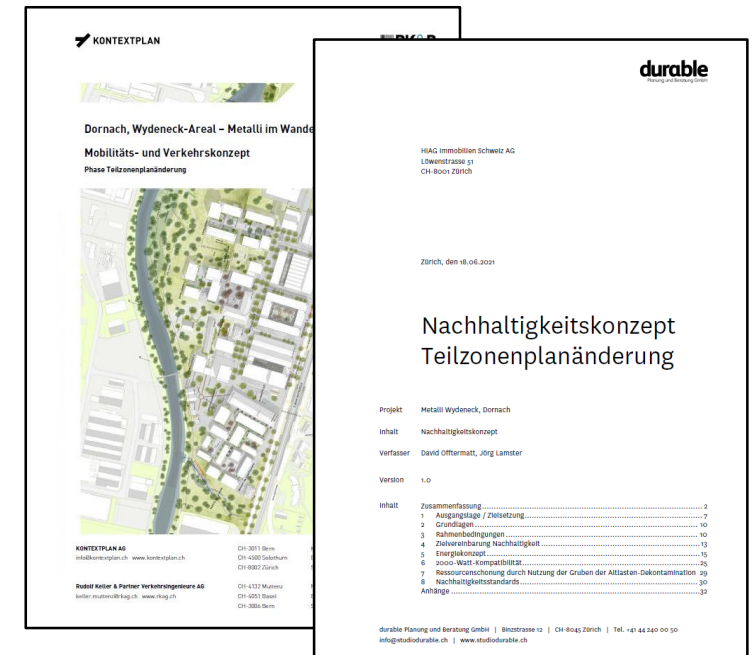 KONTEXTPLAN
Dornach, Wydeneck-Areal – Metalli im Wande
Mobilitäts- und Verkehrskonzept
Phase Teilzonenplanänderung
KONTEXTPLAN AG
info@kontextplan.ch www.kontextplan.ch
CH-3011 Bern
CH-4500 Solothurn
CH-8002 Zürich
Rudolf Keller & Partner Verkehrsingenieure AG
keller.muttenz@rkag.ch www.rkag.ch
CH-4132 Muttenz
CH-4051 Basel
CH-3006 Bern
durable
Planung und Beratung GmbH
HIAG Immobilien Schweiz AG
Löwenstrasse 51
CH-8001 Zürich
Zürich, den 18.06.2021
Nachhaltigkeitskonzept
Teilzonenplanänderung
Projekt Metalli Wydeneck, Dornach
Inhalt Nachhaltigkeitskonzept
Verfasser David Offtermatt, Jörg Lamster
Version 1.0
Inhalt Zusammenfassung 2
1 Ausgangslage / Zielsetzung 7
2 Grundlagen 10
3 Rahmenbedingungen 10
4 Zielvereinbarung Nachhaltigkeit 13
5 Energiekonzept 15
6 2000-Watt-Kompatibilität 25
7 Ressourcenschonung durch Nutzung der Gruben der Altlasten-Dekontamination 29
8 Nachhaltigkeitsstandards 30
Anhänge 32
durable Planung und Beratung GmbH | Binzstrasse 12 | CH-8045 Zürich | Tel. +41 44 240 00 50
info@studiodurable.ch | www.studiodurable.ch